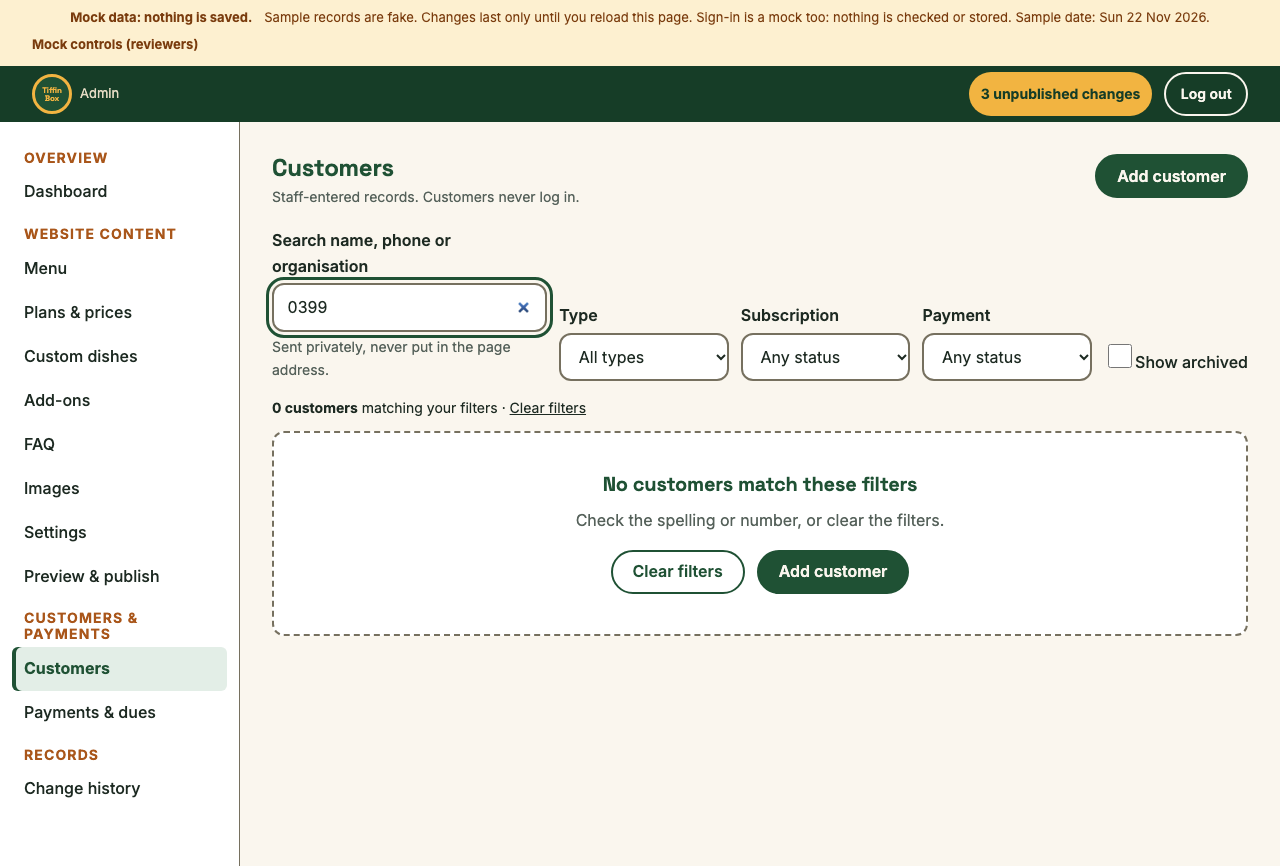 Mock data: nothing is saved. Sample records are fake. Changes last only until you reload this page. Sign-in is a mock too: nothing is checked or stored. Sample date: Sun 22 Nov 2026.
Mock controls (reviewers)
Tiffin
Box
Admin
3 unpublished changes
Log out
OVERVIEW
Dashboard
WEBSITE CONTENT
Menu
Plans & prices
Custom dishes
Add-ons
FAQ
Images
Settings
Preview & publish
CUSTOMERS &
PAYMENTS
Customers
Payments & dues
RECORDS
Change history
Customers
Staff-entered records. Customers never log in.
Add customer
Search name, phone or
organisation
0399
Sent privately, never put in the page
address.
Type
All types
Subscription
Any status
Payment
Any status
Show archived
0 customers matching your filters · Clear filters
No customers match these filters
Check the spelling or number, or clear the filters.
Clear filters
Add customer